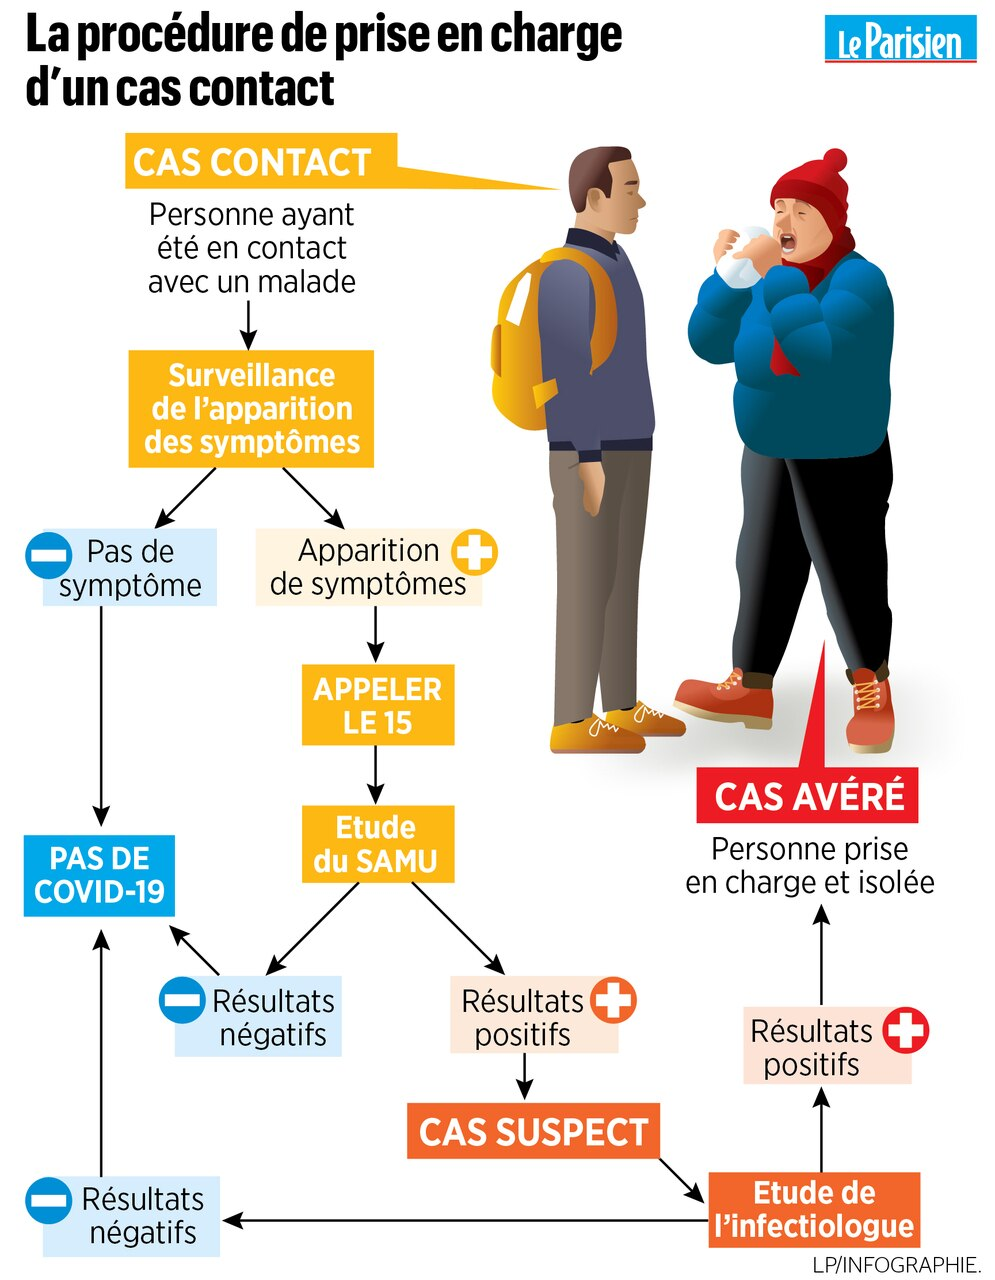 La procédure de prise en charge
d'un cas contact
Le Parisien
CAS CONTACT
Personne ayant
été en contact
avec un malade
Surveillance
de l'apparition
des symptômes
Pas de
symptôme
Apparition
de symptômes
APPELER
LE 15
Etude
du SAMU
PAS DE
COVID-19
Résultats
négatifs
Résultats
positifs
CAS SUSPECT
CAS AVÉRÉ
Personne prise
en charge et isolée
Résultats
positifs
Etude de
l'infectiologue
Résultats
négatifs
LP/INFOGRAPHIE.